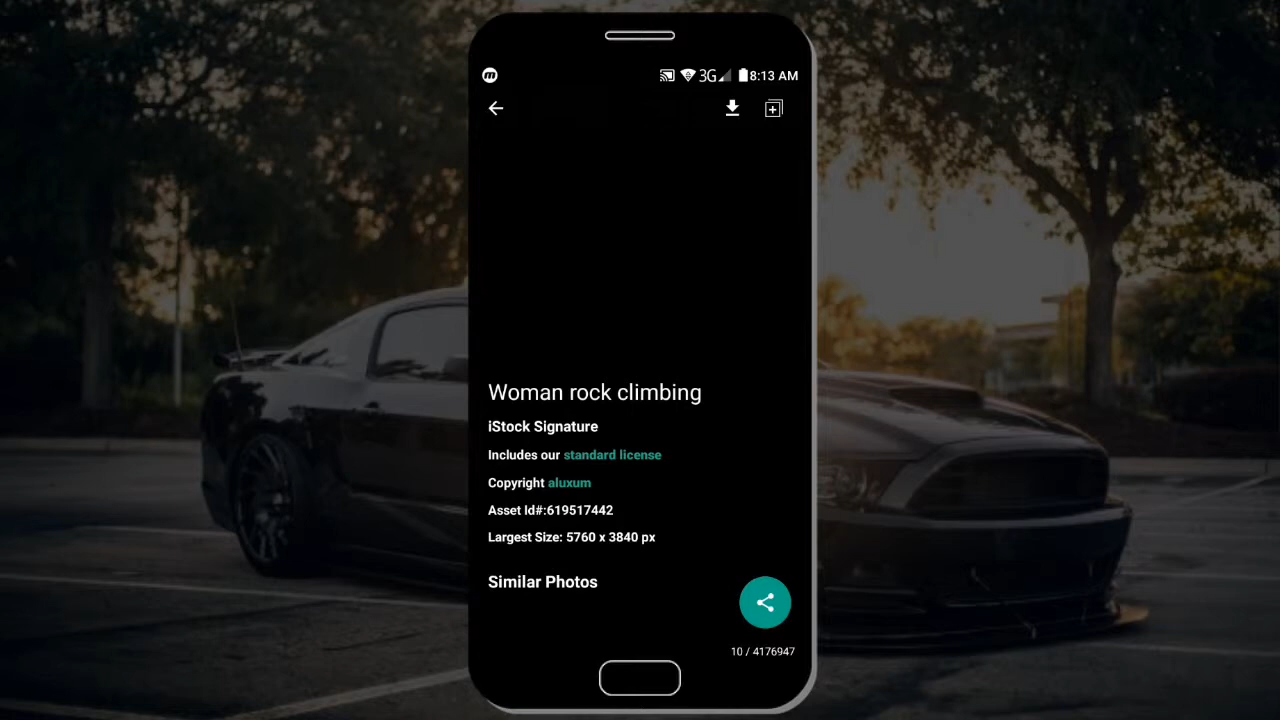 3G 8:13 AM
Woman rock climbing
iStock Signature
Includes our standard license
Copyright aluxum
Asset Id#:619517442
Largest Size: 5760 x 3840 px
Similar Photos
10 / 4176947